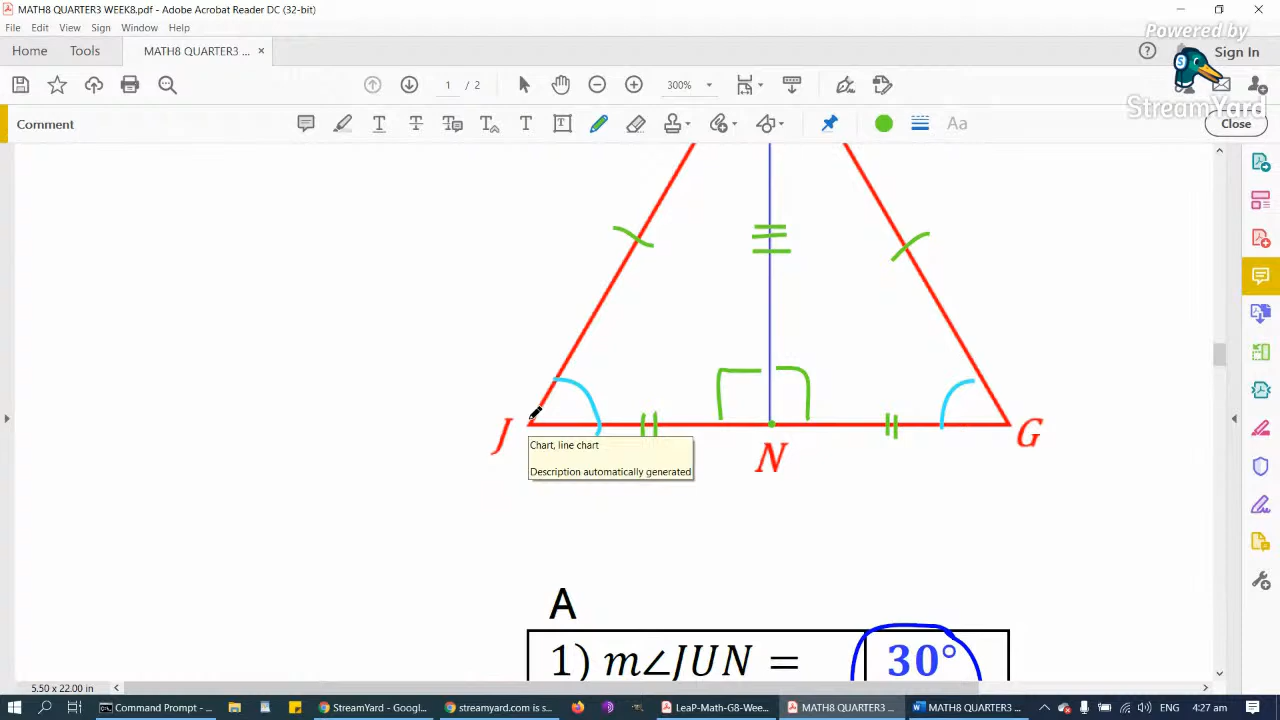 MATH8 QUARTER3 WEEK8.pdf - Adobe Acrobat Reader DC (32-bit)
Powered by
File Edit View Sign Window Help
Home Tools MATH8 QUARTER3 ... × Sign In
1 / 2 300%
StreamYard
Comment Aa Close
J N G
Chart, line chart
Description automatically generated
A
1) m∠JUN = 30°
5.50 x 22.00 in
Command Prompt - ... StreamYard - Googl... streamyard.com is s... LeaP-Math-G8-Wee... MATH8 QUARTER3 ... MATH8 QUARTER3 ... ENG 4:27 am